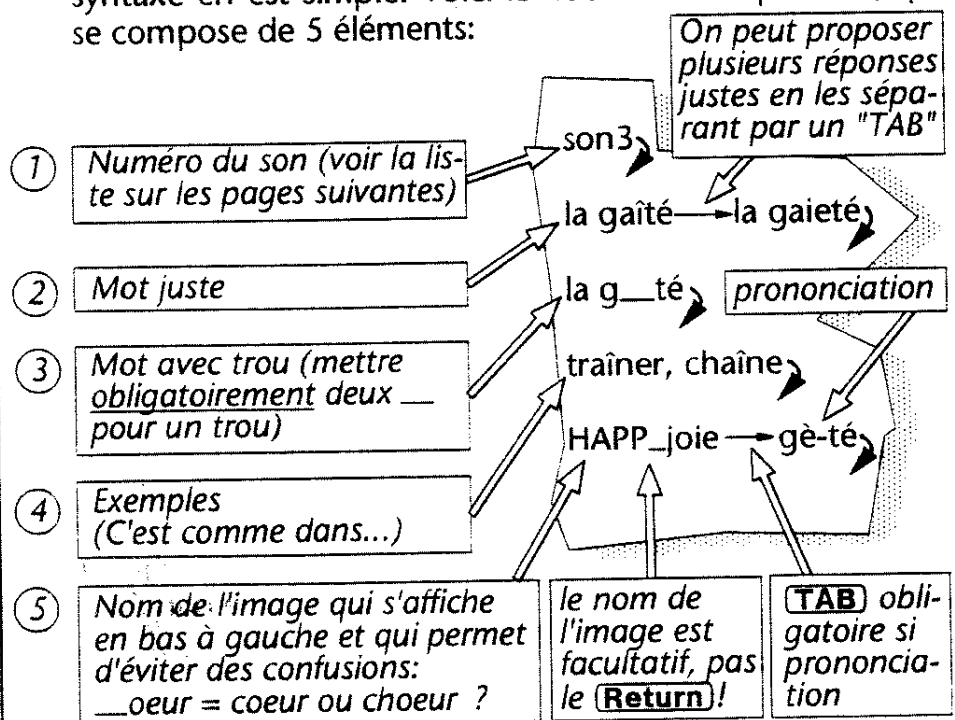 syntaxe en est simple. Voici
se compose de 5 éléments:
On peut proposer
plusieurs réponses
justes en les sépa-
rant par un "TAB"
son3
1
Numéro du son (voir la lis-
te sur les pages suivantes)
la gaîté → la gaieté
2
Mot juste
la g__té
prononciation
3
Mot avec trou (mettre
obligatoirement deux __
pour un trou)
traîner, chaîne
HAPP_joie → gè-té
4
Exemples
(C'est comme dans...)
5
Nom de l'image qui s'affiche
en bas à gauche et qui permet
d'éviter des confusions:
__oeur = coeur ou choeur ?
le nom de
l'image est
facultatif, pas
le Return!
TAB obli-
gatoire si
prononcia-
tion